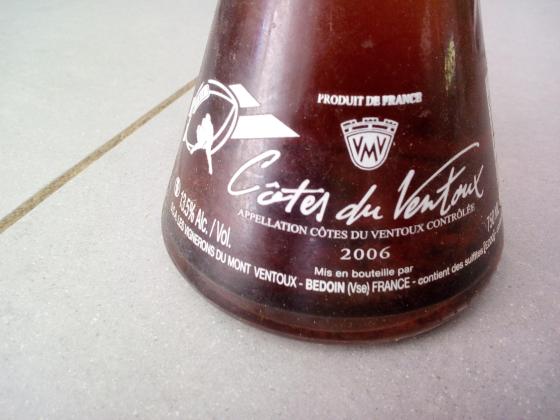 PRODUIT DE FRANCE
VMV
Côtes du Ventoux
APPELLATION CÔTES DU VENTOUX CONTRÔLÉE
13.5% Alc. / Vol.
2006
Mis en bouteille par
LES VIGNERONS DU MONT VENTOUX - BEDOIN (Vse) FRANCE - contient des sulfites